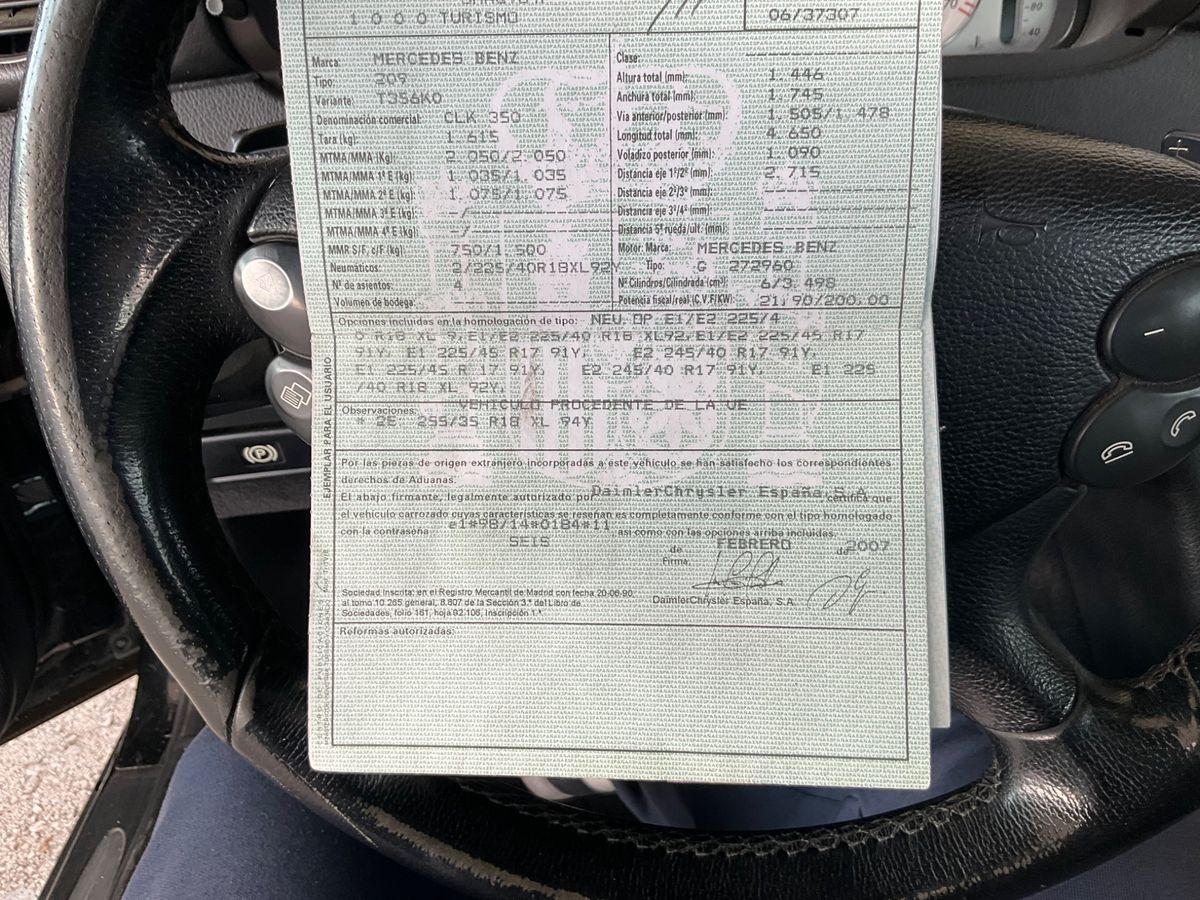 1 0 0 0 TURISMO
06/37307
Marca: MERCEDES BENZ
Tipo: 209
Variante: T356K0
Denominación comercial: CLK 350
Tara (kg): 1.615
MTMA/MMA (Kg): 2.050/2.050
MTMA/MMA 1º E (kg) 1.035/1.035
MTMA/MMA 2º E (kg) 1.075/1.075
MTMA/MMA 3º E (kg): -/-
MTMA/MMA 4º E (kg): -/-
MMR S/F, c/F (kg) 750/1.500
Neumáticos: 2/225/40R18XL92Y
Nº de asientos: 4
Volumen de bodega:
Clase:
Altura total (mm): 1.446
Anchura total (mm): 1.745
Vía anterior/posterior (mm): 1.505/1.478
Longitud total (mm): 4.650
Voladizo posterior (mm): 1.090
Distancia eje 1º/2º (mm): 2.715
Distancia eje 2º/3º (mm):
Distancia eje 3º/4º (mm):
Distancia 5ª rueda/ult. (mm):
Motor: Marca: MERCEDES BENZ
Tipo: G 272960
Nº Cilindros/Cilindrada (cm³) 6/3.498
Potencia fiscal/real (C.V.F/KW): 21,90/200,00
Opciones incluidas en la homologación de tipo: NEU.OP.E1/E2 225/4
0 R18 XL 9,E1/E2 225/40 R18 XL92,E1/E2 225/45 R17
91Y, E1 225/45 R17 91Y, E2 245/40 R17 91Y,
E1 225/45 R 17 91Y, E2 245/40 R17 91Y, E1 225
/40 R18 XL 92Y,
Observaciones: VEHICULO PROCEDENTE DE LA UE
* 2E 255/35 R18 XL 94Y
EJEMPLAR PARA EL USUARIO
Por las piezas de origen extranjero incorporadas a este vehículo se han satisfecho los correspondientes
derechos de Aduanas.
El abajo firmante, legalmente autorizado por DaimlerChrysler España,S.A certifica que
el vehículo carrozado cuyas características se reseñan es completamente conforme con el tipo homologado
con la contraseña e1*98/14*0184*11 , así como con las opciones arriba incluidas.
SEIS de FEBRERO de 2007
Firma:
DaimlerChrysler España, S.A.
Sociedad Inscrita: en el Registro Mercantil de Madrid con fecha 20-06-90,
al tomo 10.265 general, 8.807 de la Sección 3.ª del Libro de
Sociedades, folio 161, hoja 92.106, Inscripción 1.ª
Reformas autorizadas:
80
40